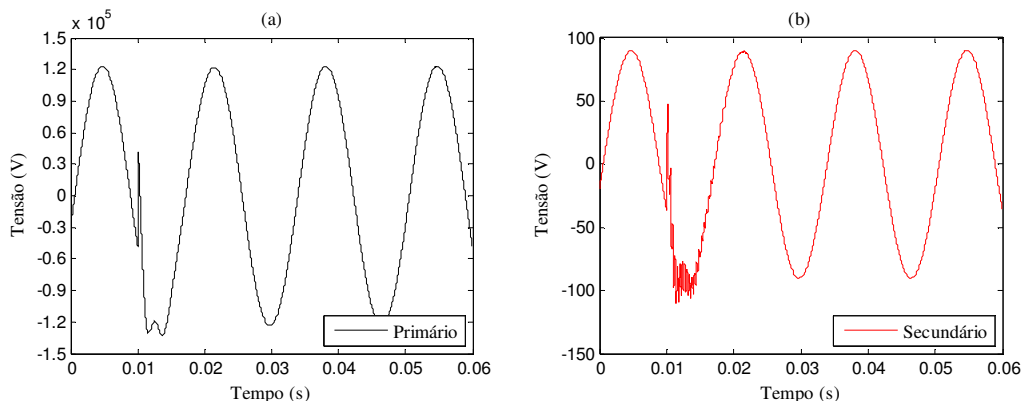 (a)
x 10⁵
1.5
1.2
0.9
0.6
0.3
0
-0.3
-0.6
-0.9
-1.2
-1.5
0 0.01 0.02 0.03 0.04 0.05 0.06
Tensão (V)
Tempo (s)
Primário
(b)
100
50
0
-50
-100
-150
0 0.01 0.02 0.03 0.04 0.05 0.06
Tensão (V)
Tempo (s)
Secundário